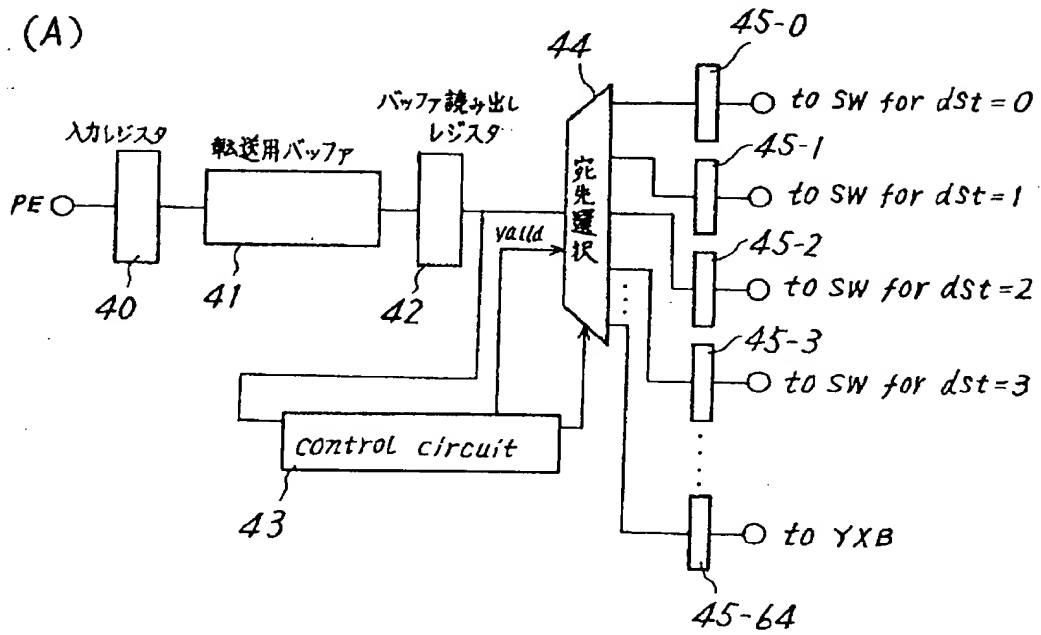 (A)
45-0
44
to SW for dst=0
バッファ読み出し
レジスタ
入力レジスタ
転送用バッファ
45-1
PE
宛先選択
to SW for dst=1
valid
45-2
40
41
42
to SW for dst=2
45-3
to SW for dst=3
control circuit
43
to YXB
45-64